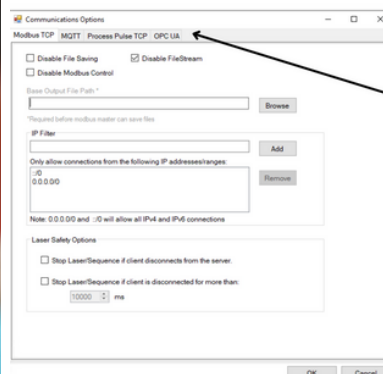 Communications Options
Modbus TCP MQTT Process Pulse TCP OPC UA
Disable File Saving Disable FileStream
Disable Modbus Control
Base Output File Path *
Browse
*Required before modbus master can save files
IP Filter
Add
Only allow connections from the following IP addresses/ranges:
::/0
0.0.0.0/0
Remove
Note: 0.0.0.0/0 and ::/0 will allow all IPv4 and IPv6 connections
Laser Safety Options
Stop Laser/Sequence if client disconnects from the server.
Stop Laser/Sequence if client is disconnected for more than:
10000 ms
OK Cancel